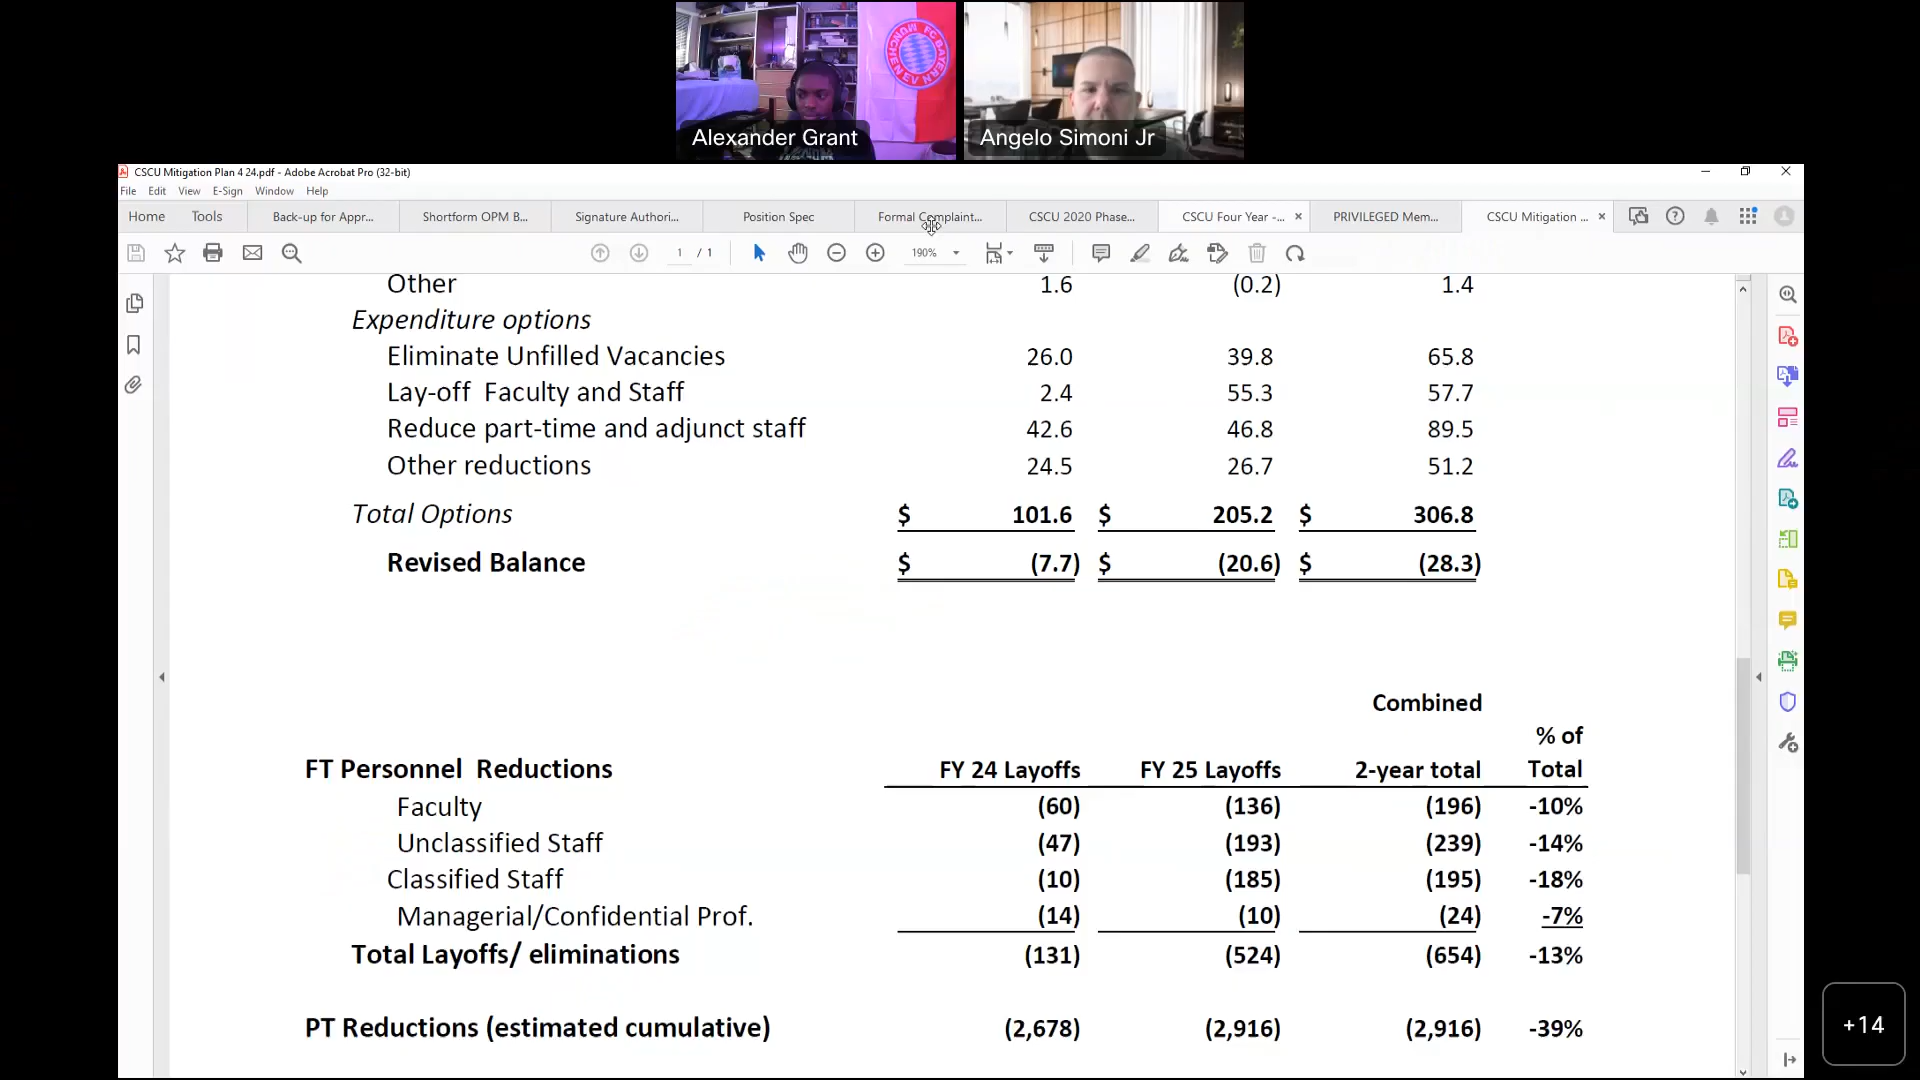 FC BAYERN MÜNCHEN EV
Alexander Grant
Angelo Simoni Jr
CSCU Mitigation Plan 4 24.pdf - Adobe Acrobat Pro (32-bit)
File Edit View E-Sign Window Help
Home Tools Back-up for Appr... Shortform OPM B... Signature Authori... Position Spec Formal Complaint... CSCU 2020 Phase... CSCU Four Year -... PRIVILEGED Mem... CSCU Mitigation ...
1 / 1 190%
Other 1.6 (0.2) 1.4
Expenditure options
Eliminate Unfilled Vacancies 26.0 39.8 65.8
Lay-off Faculty and Staff 2.4 55.3 57.7
Reduce part-time and adjunct staff 42.6 46.8 89.5
Other reductions 24.5 26.7 51.2
Total Options $ 101.6 $ 205.2 $ 306.8
Revised Balance $ (7.7) $ (20.6) $ (28.3)
Combined
% of
FT Personnel Reductions FY 24 Layoffs FY 25 Layoffs 2-year total Total
Faculty (60) (136) (196) -10%
Unclassified Staff (47) (193) (239) -14%
Classified Staff (10) (185) (195) -18%
Managerial/Confidential Prof. (14) (10) (24) -7%
Total Layoffs/ eliminations (131) (524) (654) -13%
PT Reductions (estimated cumulative) (2,678) (2,916) (2,916) -39%
+14